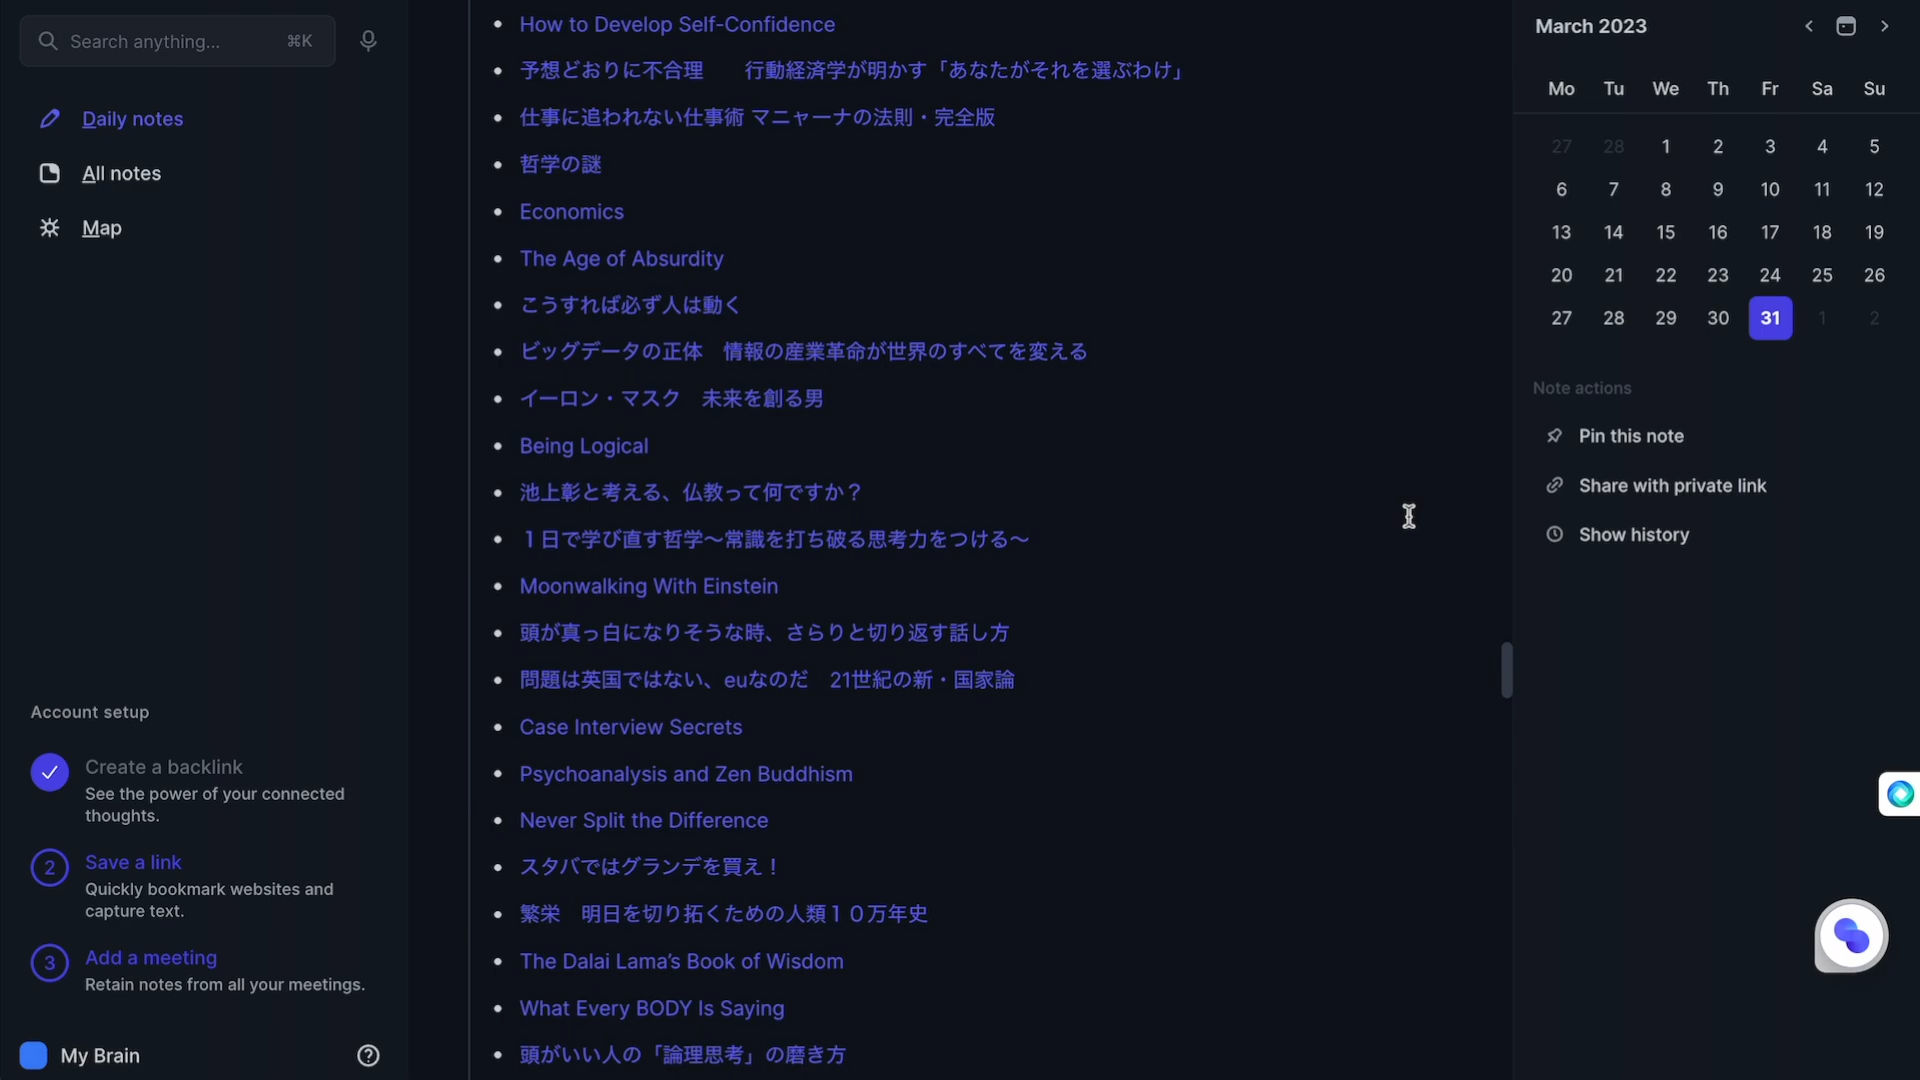 Search anything...
⌘K
Daily notes
All notes
Map
Account setup
Create a backlink
See the power of your connected
thoughts.
2
Save a link
Quickly bookmark websites and
capture text.
3
Add a meeting
Retain notes from all your meetings.
My Brain
How to Develop Self-Confidence
予想どおりに不合理　　行動経済学が明かす「あなたがそれを選ぶわけ」
仕事に追われない仕事術 マニャーナの法則・完全版
哲学の謎
Economics
The Age of Absurdity
こうすれば必ず人は動く
ビッグデータの正体　情報の産業革命が世界のすべてを変える
イーロン・マスク　未来を創る男
Being Logical
池上彰と考える、仏教って何ですか？
１日で学び直す哲学〜常識を打ち破る思考力をつける〜
Moonwalking With Einstein
頭が真っ白になりそうな時、さらりと切り返す話し方
問題は英国ではない、euなのだ　21世紀の新・国家論
Case Interview Secrets
Psychoanalysis and Zen Buddhism
Never Split the Difference
スタバではグランデを買え！
繁栄　明日を切り拓くための人類１０万年史
The Dalai Lama’s Book of Wisdom
What Every BODY Is Saying
頭がいい人の「論理思考」の磨き方
March 2023
Mo Tu We Th Fr Sa Su
27 28 1 2 3 4 5
6 7 8 9 10 11 12
13 14 15 16 17 18 19
20 21 22 23 24 25 26
27 28 29 30 31 1 2
Note actions
Pin this note
Share with private link
Show history